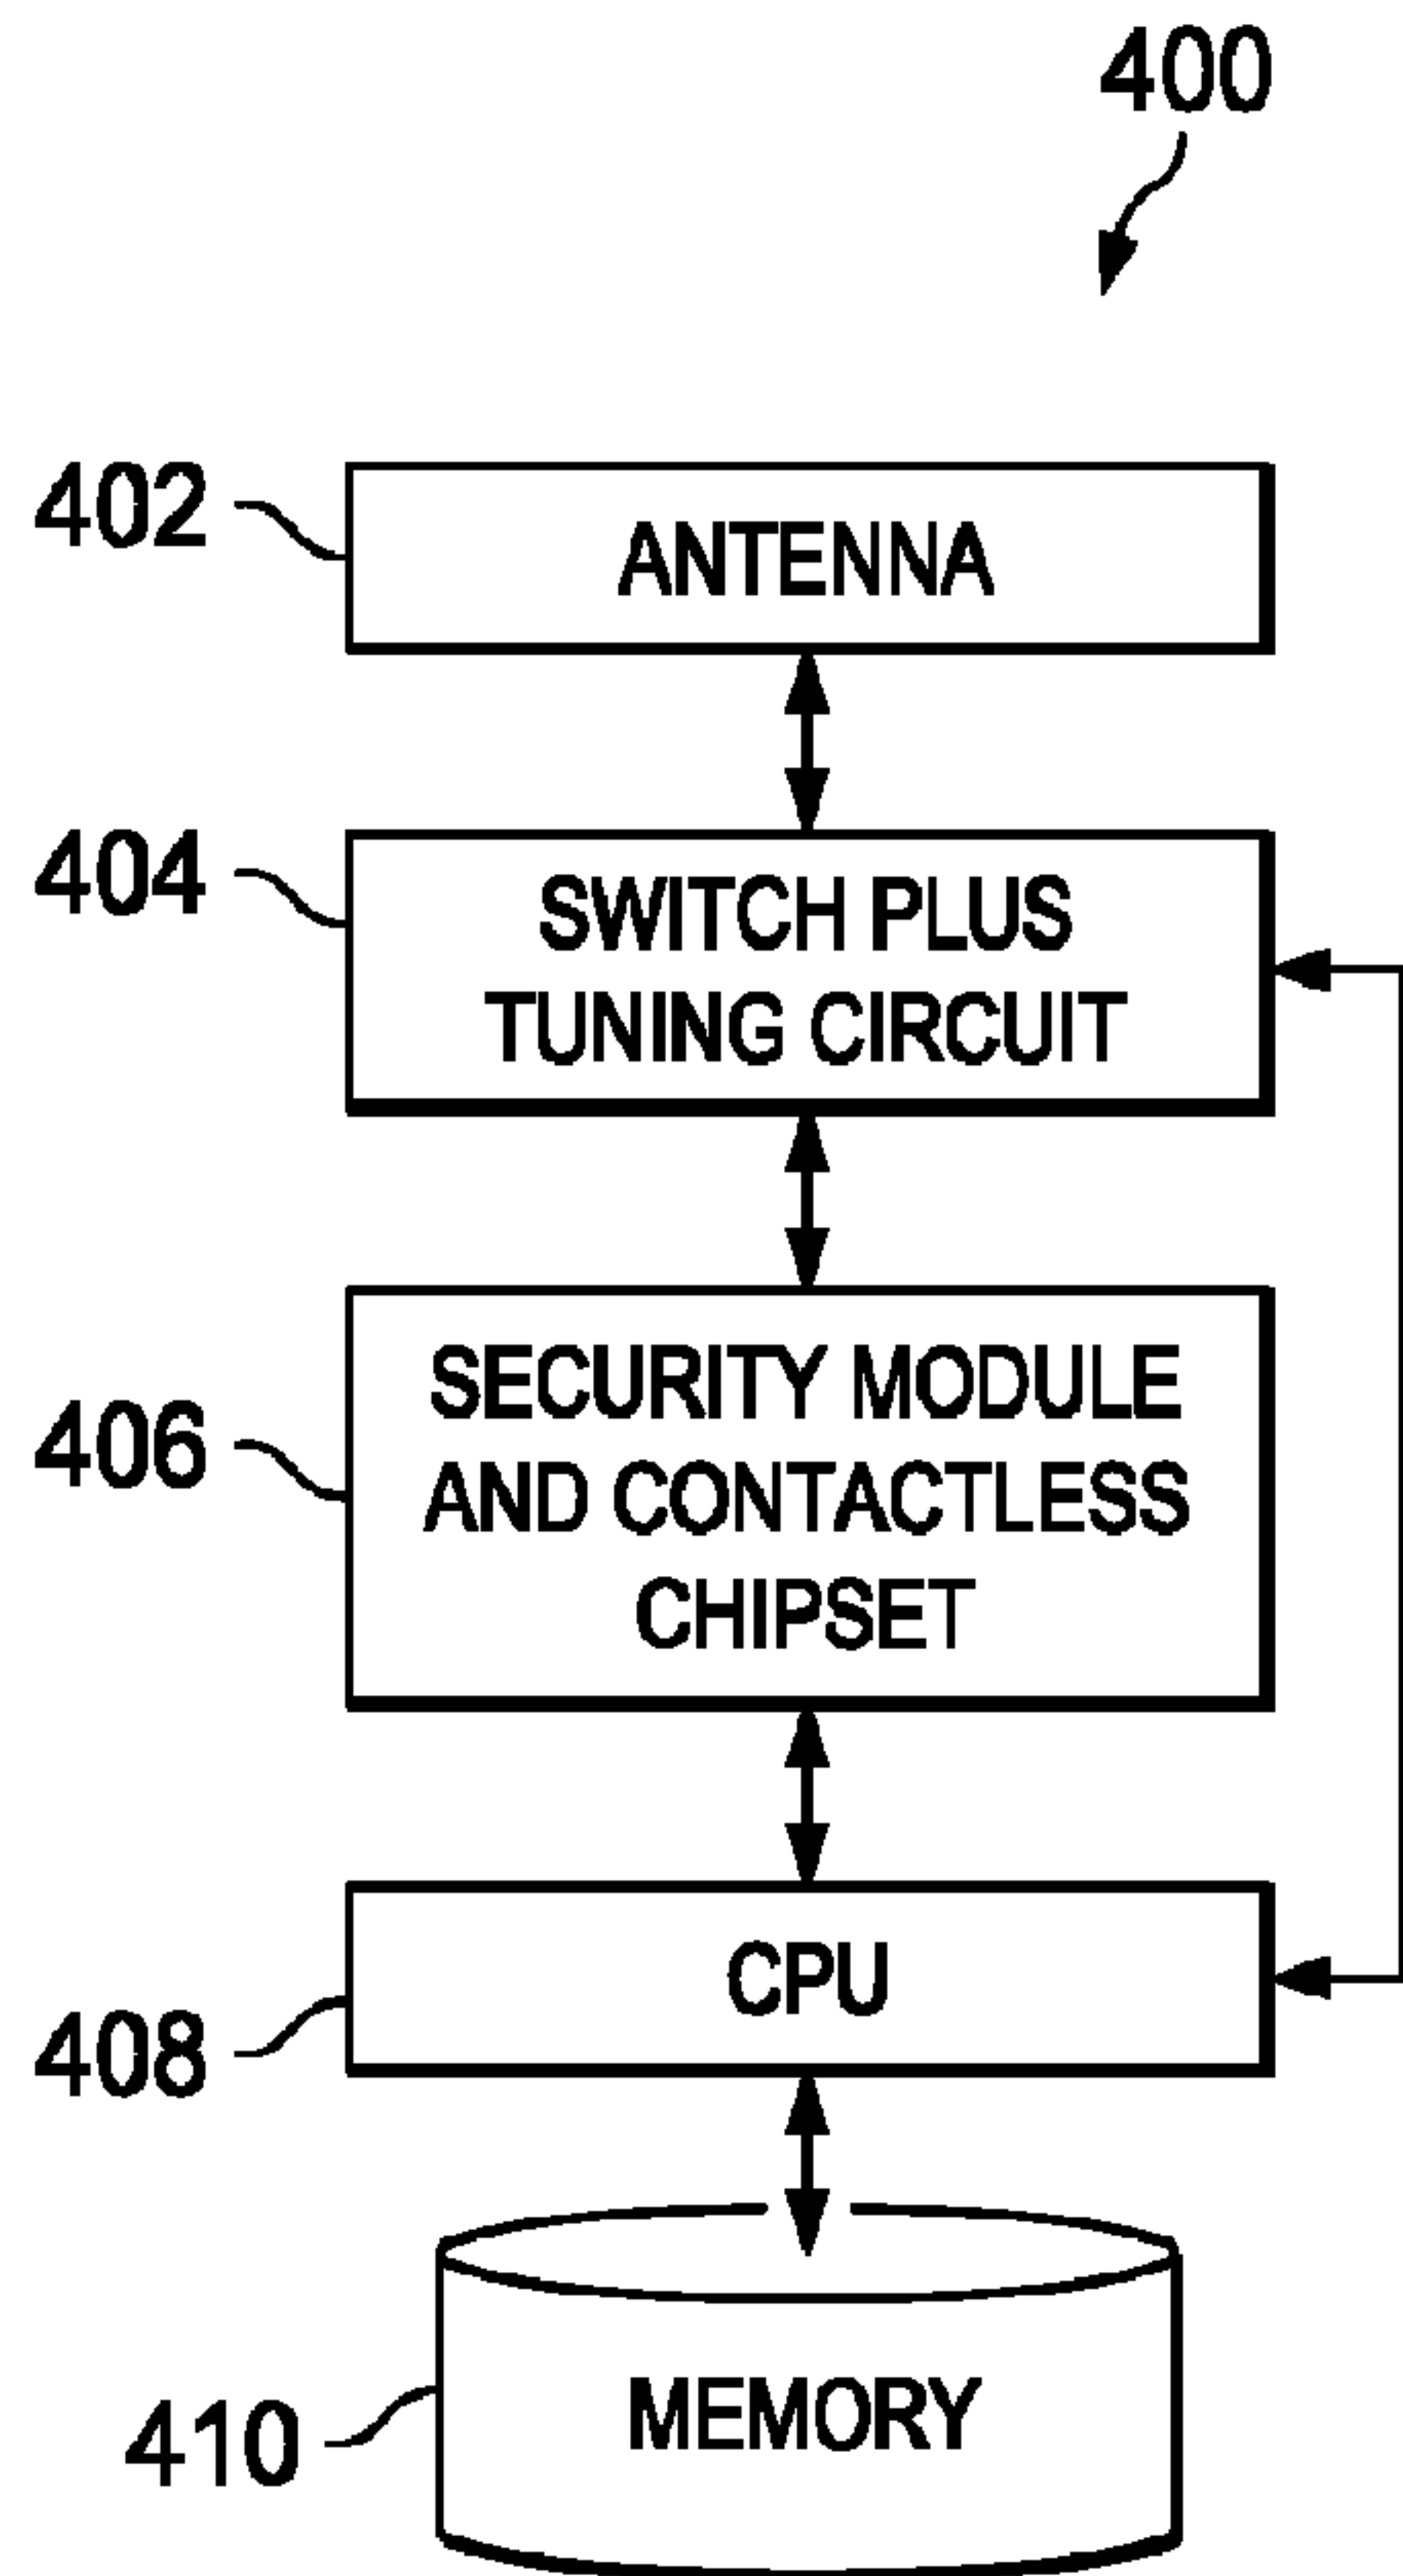 400
402
ANTENNA
404
SWITCH PLUS
TUNING CIRCUIT
406
SECURITY MODULE
AND CONTACTLESS
CHIPSET
CPU
408
MEMORY
410